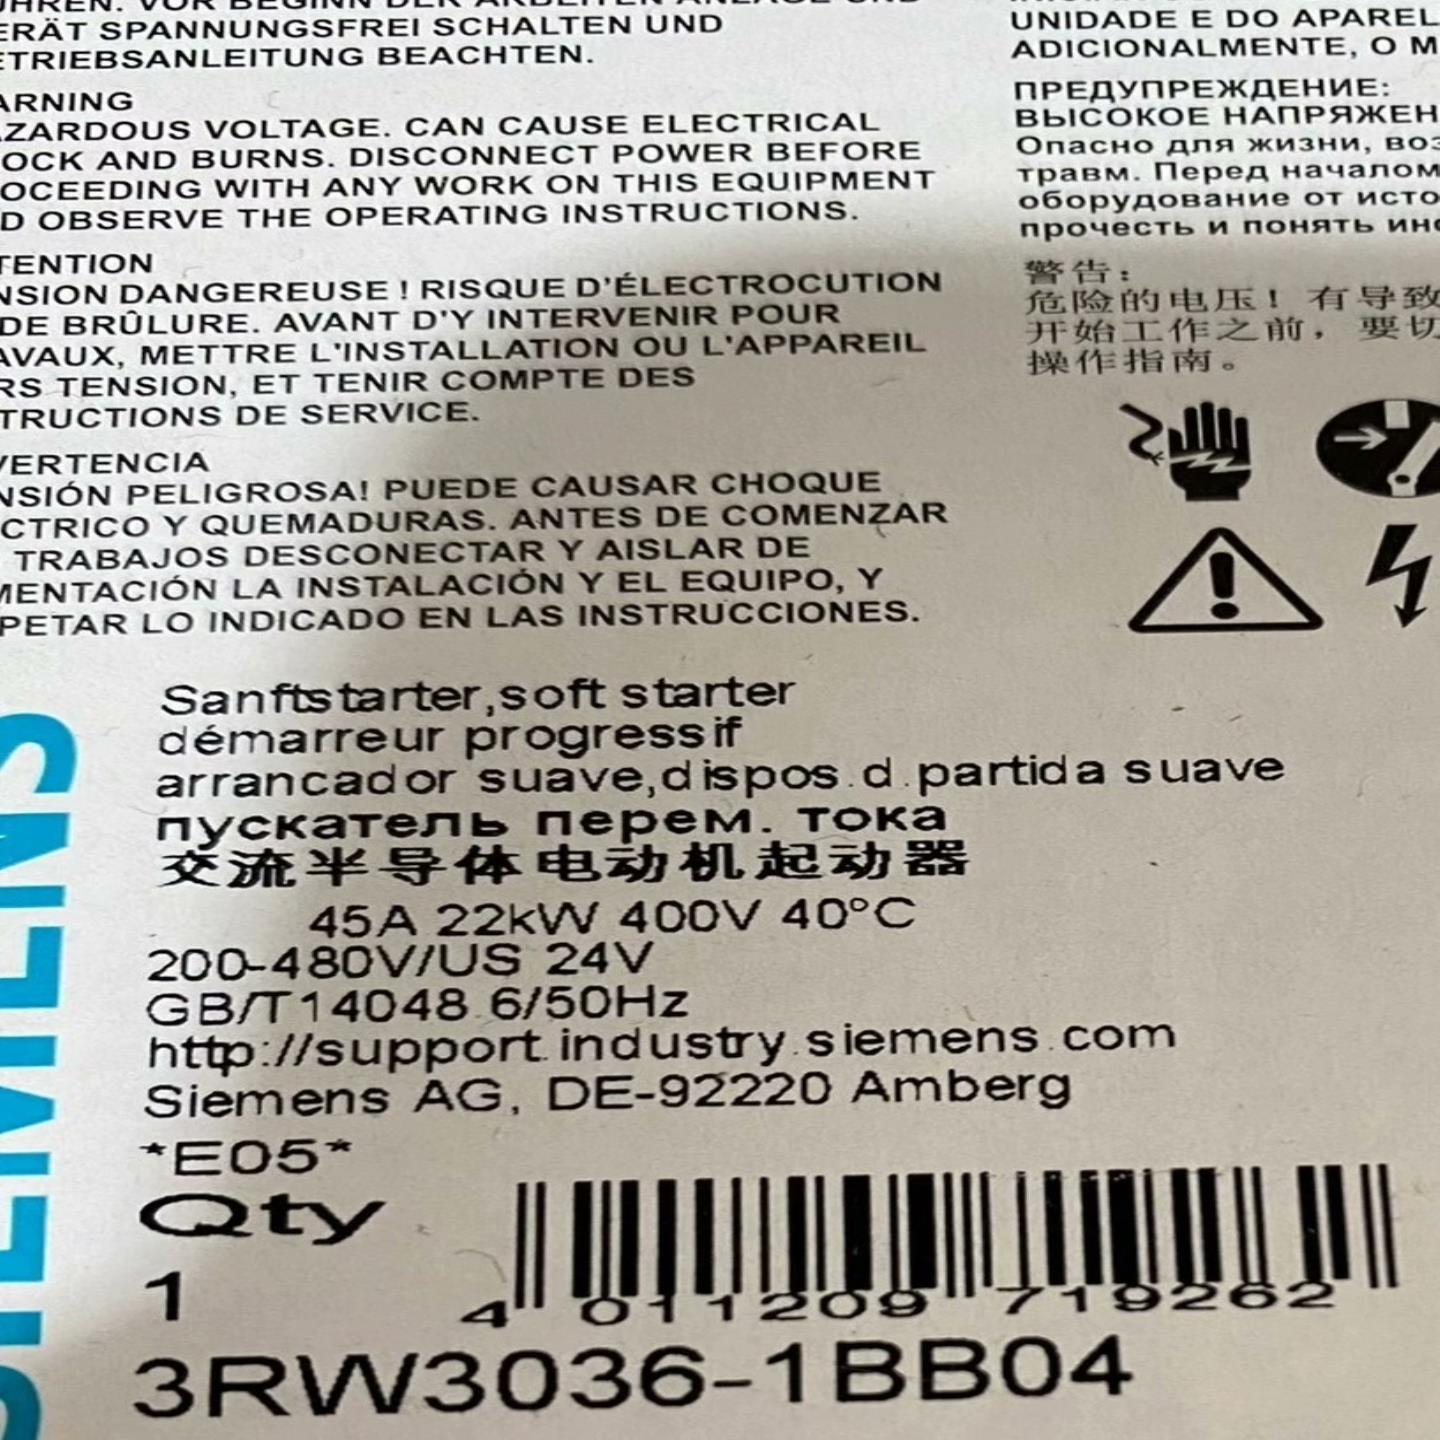 GERÄT SPANNUNGSFREI SCHALTEN UND
BETRIEBSANLEITUNG BEACHTEN.
ARNING
AZARDOUS VOLTAGE. CAN CAUSE ELECTRICAL
OCK AND BURNS. DISCONNECT POWER BEFORE
OCEEDING WITH ANY WORK ON THIS EQUIPMENT
D OBSERVE THE OPERATING INSTRUCTIONS.
TENTION
NSION DANGEREUSE ! RISQUE D'ÉLECTROCUTION
DE BRÛLURE. AVANT D'Y INTERVENIR POUR
AVAUX, METTRE L'INSTALLATION OU L'APPAREIL
RS TENSION, ET TENIR COMPTE DES
TRUCTIONS DE SERVICE.
VERTENCIA
NSIÓN PELIGROSA! PUEDE CAUSAR CHOQUE
CTRICO Y QUEMADURAS. ANTES DE COMENZAR
TRABAJOS DESCONECTAR Y AISLAR DE
MENTACIÓN LA INSTALACIÓN Y EL EQUIPO, Y
PETAR LO INDICADO EN LAS INSTRUCCIONES.
UNIDADE E DO APAREL
ADICIONALMENTE, O M
ПРЕДУПРЕЖДЕНИЕ:
ВЫСОКОЕ НАПРЯЖЕН
Опасно для жизни, воз
травм. Перед началом
оборудование от исто
прочесть и понять инс
警告：
危险的电压！有导致
开始工作之前，要切
操作指南。
SIEMENS
Sanftstarter,soft starter
démarreur progressif
arrancador suave,dispos.d.partida suave
пускатель перем. тока
交流半导体电动机起动器
45A 22kW 400V 40°C
200-480V/US 24V
GB/T14048.6/50Hz
http://support.industry.siemens.com
Siemens AG, DE-92220 Amberg
*E05*
Qty
1
4 011209 719262
3RW3036-1BB04